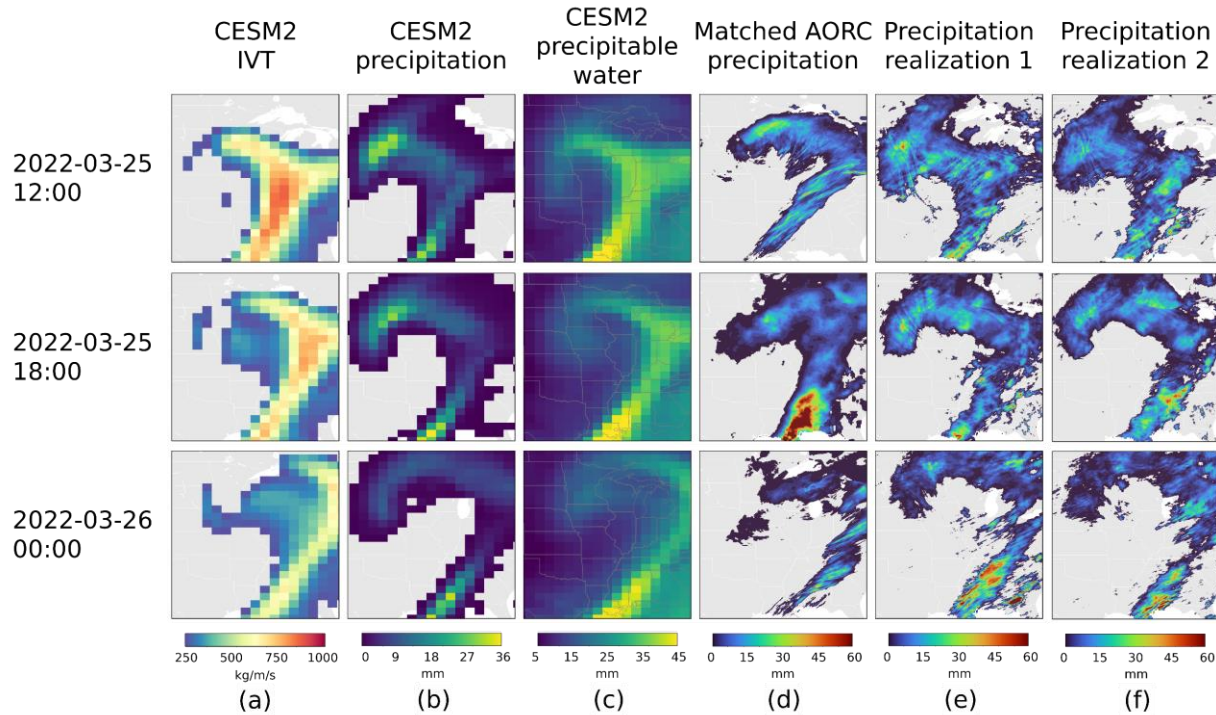 CESM2
IVT
CESM2
precipitation
CESM2
precipitable
water
Matched AORC
precipitation
Precipitation
realization 1
Precipitation
realization 2
2022-03-25
12:00
2022-03-25
18:00
2022-03-26
00:00
250 500 750 1000
kg/m/s
(a)
0 9 18 27 36
mm
(b)
5 15 25 35 45
mm
(c)
0 15 30 45 60
mm
(d)
0 15 30 45 60
mm
(e)
0 15 30 45 60
mm
(f)